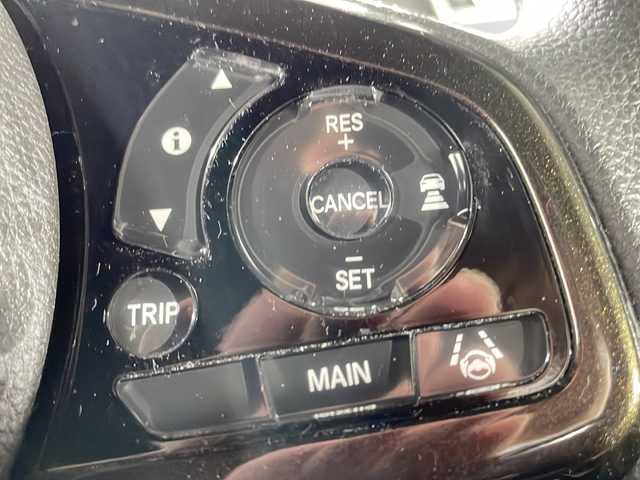 RES
+
CANCEL
−
SET
TRIP
MAIN